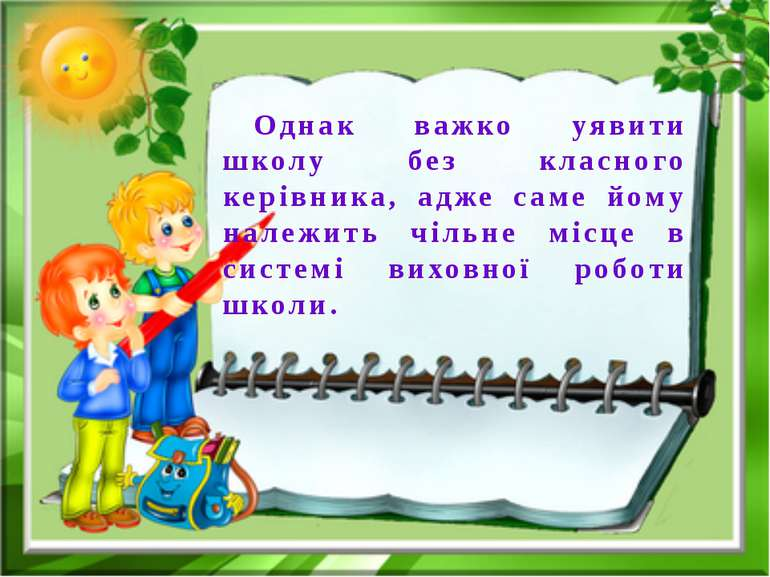 Однак важко уявити
школу без класного
керівника, адже саме йому
належить чільне місце в
системі виховної роботи
школи.